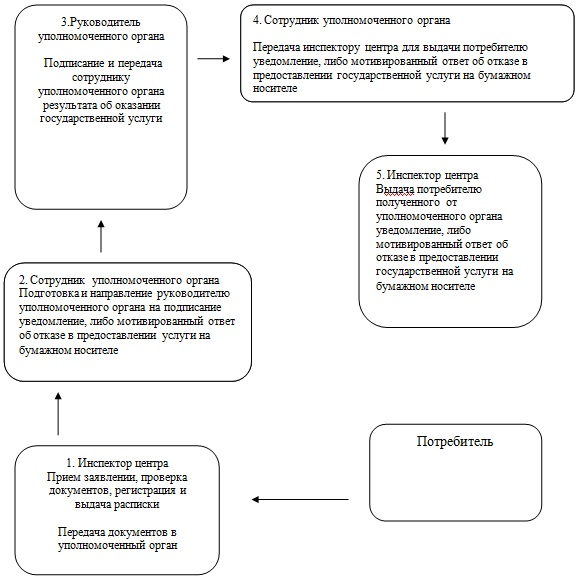 3.Руководитель
уполномоченного органа
Подписание и передача
сотруднику
уполномоченного органа
результата об оказании
государственной услуги
4. Сотрудник уполномоченного органа
Передача инспектору центра для выдачи потребителю
уведомление, либо мотивированный ответ об отказе в
предоставлении государственной услуги на бумажном
носителе
5. Инспектор центра
Выдача потребителю
полученного от
уполномоченного органа
уведомление, либо
мотивированный ответ об
отказе в предоставлении
государственной услуги на
бумажном носителе
2. Сотрудник уполномоченного органа
Подготовка и направление руководителю
уполномоченного органа на подписание
уведомление, либо мотивированный ответ
об отказе в предоставлении услуги на
бумажном носителе
1. Инспектор центра
Прием заявлении, проверка
документов, регистрация и
выдача расписки
Передача документов в
уполномоченный орган
Потребитель